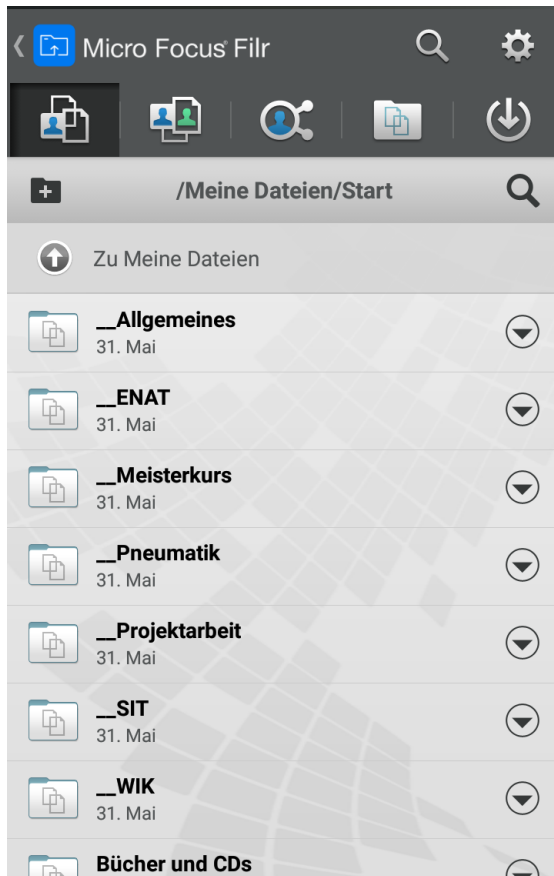 Micro Focus Filr
/Meine Dateien/Start
Zu Meine Dateien
__Allgemeines
31. Mai
__ENAT
31. Mai
__Meisterkurs
31. Mai
__Pneumatik
31. Mai
__Projektarbeit
31. Mai
__SIT
31. Mai
__WIK
31. Mai
Bücher und CDs